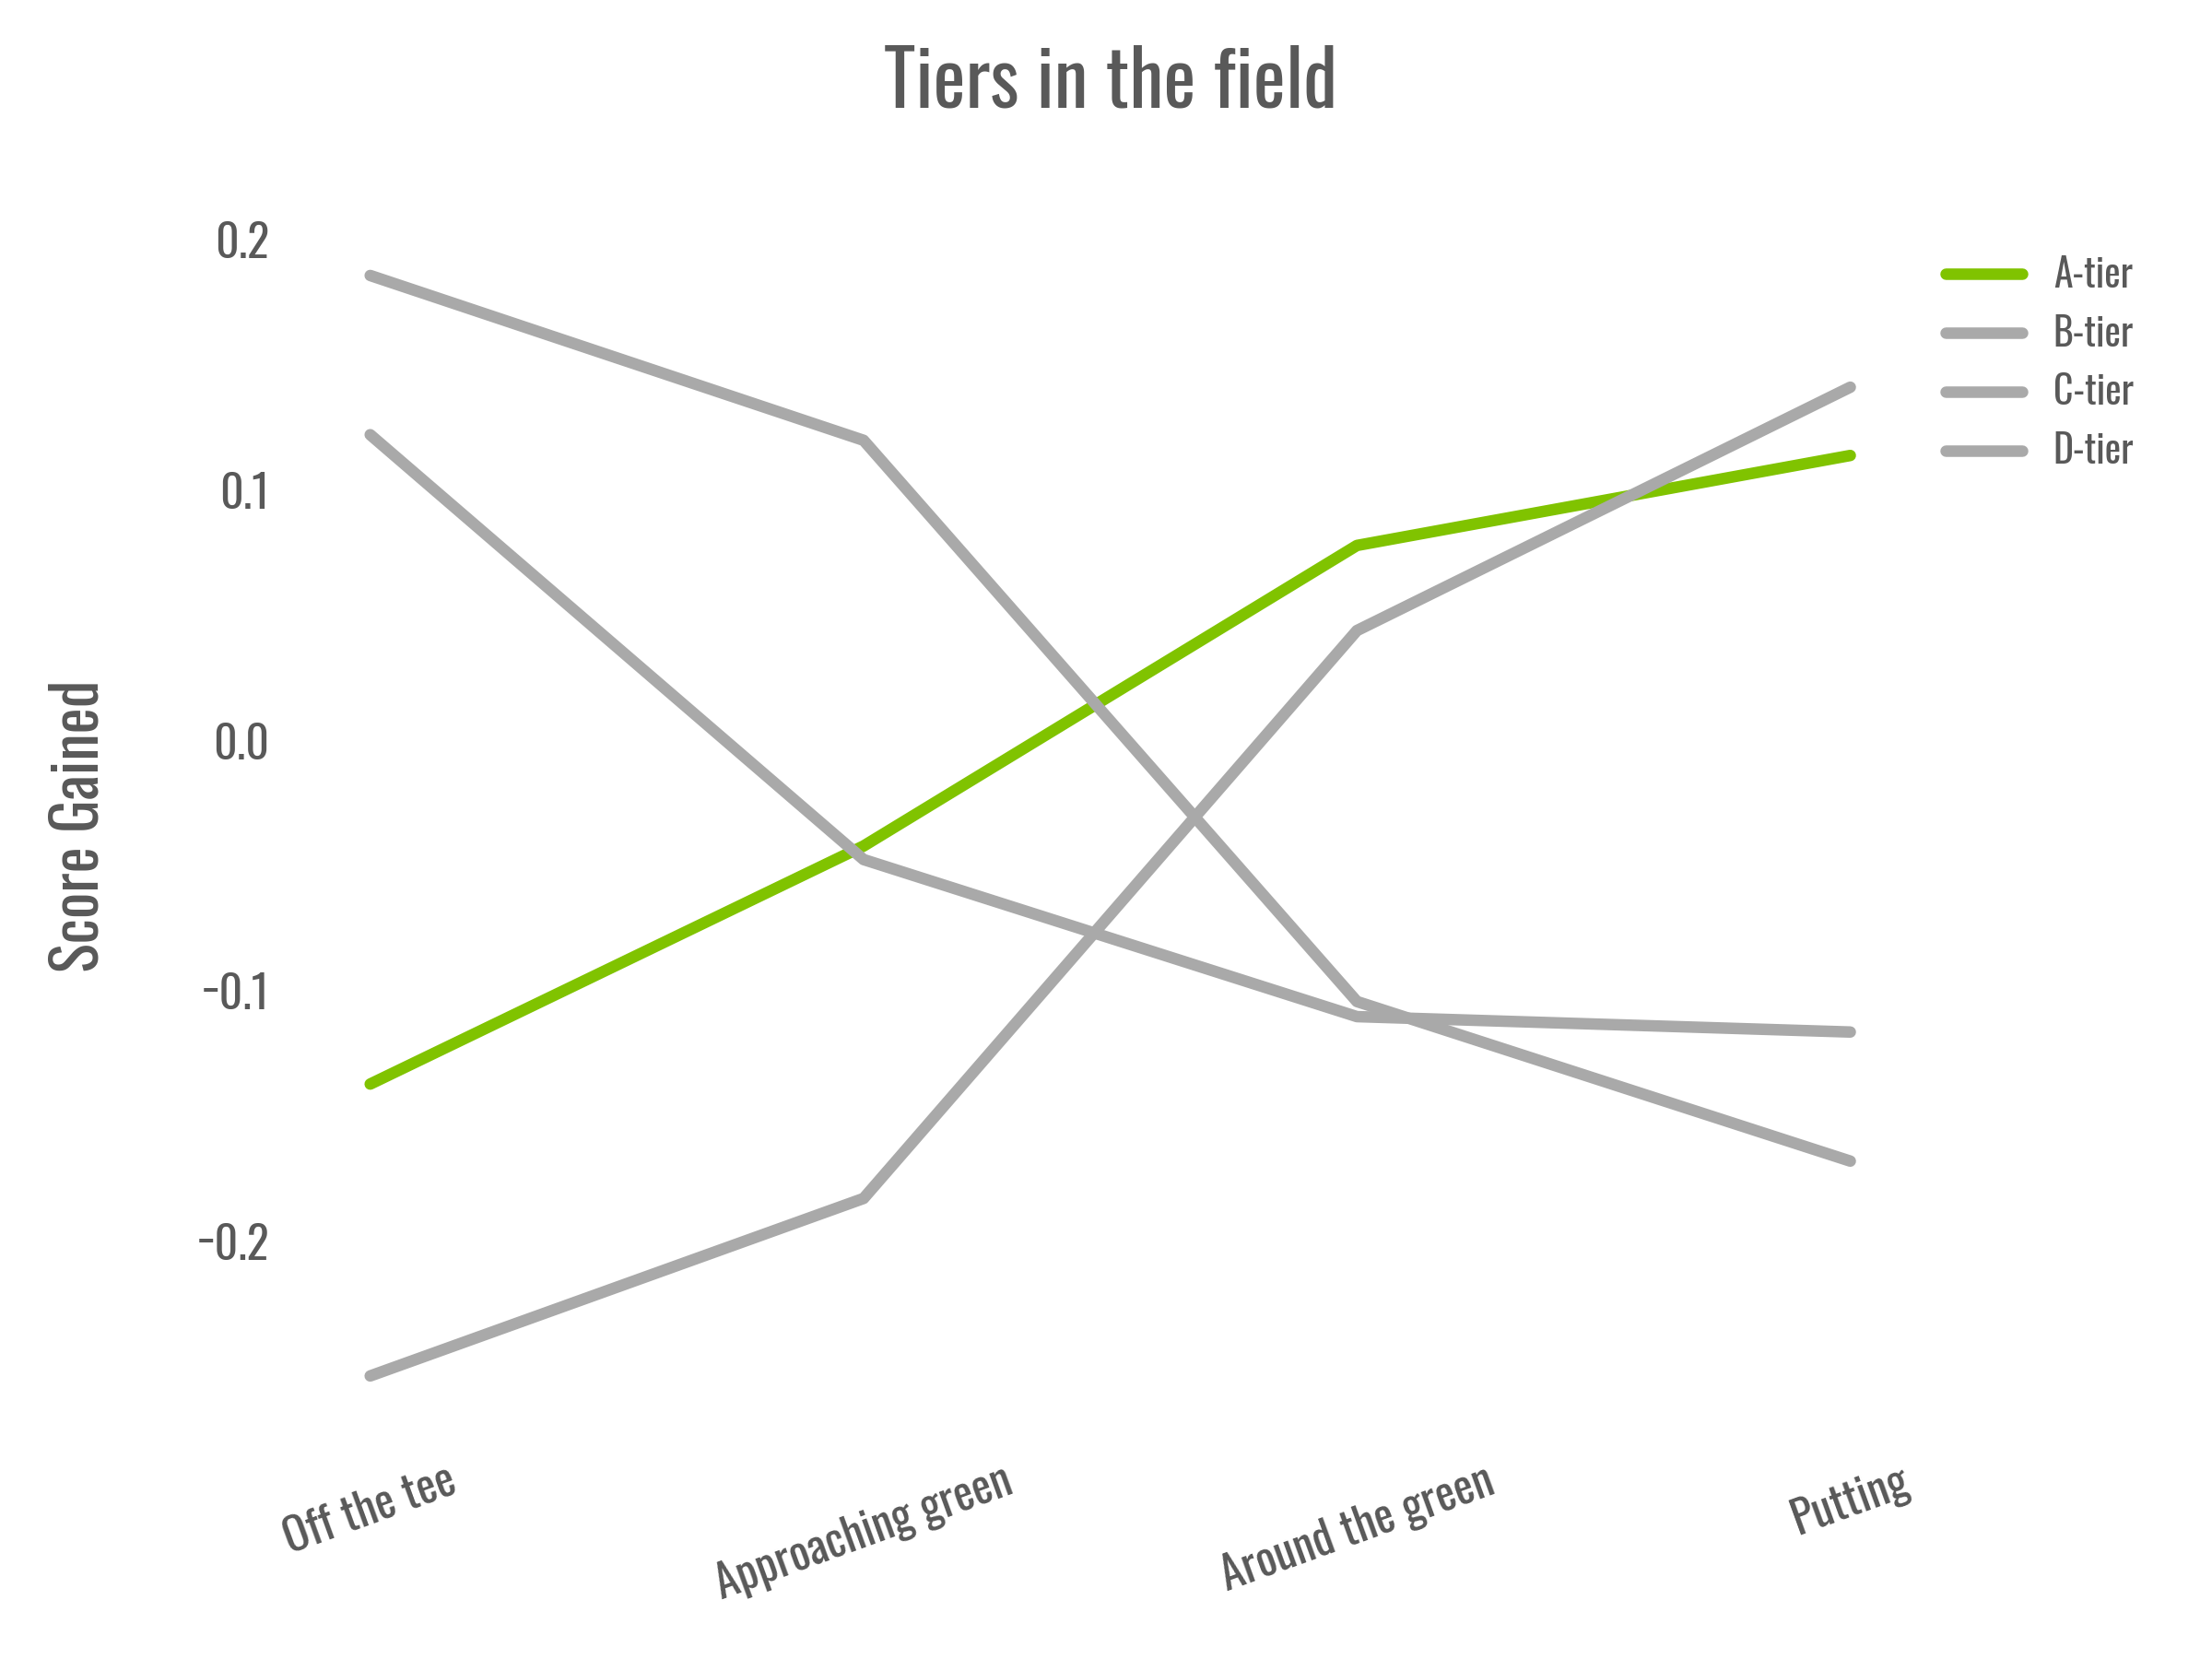 Tiers in the field
Score Gained
0.2
0.1
0.0
-0.1
-0.2
Off the tee
Approaching green
Around the green
Putting
A-tier
B-tier
C-tier
D-tier